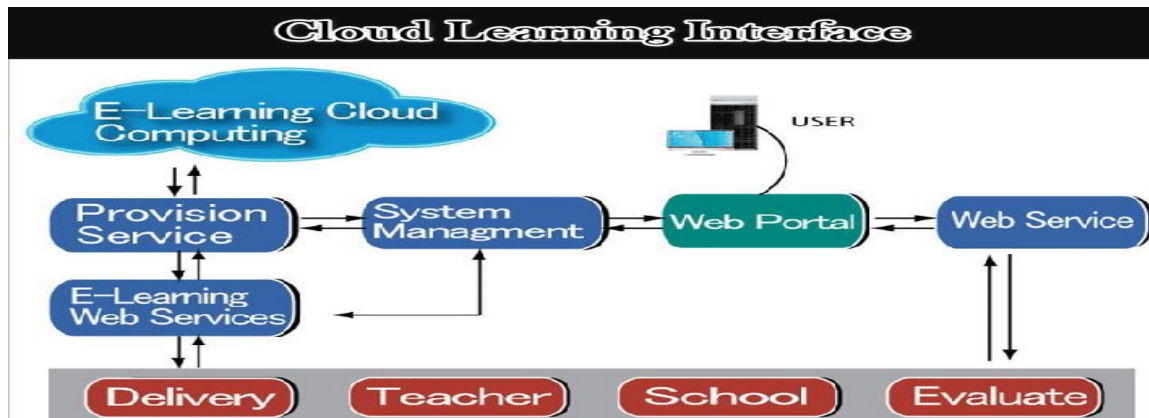 Cloud Learning Interface
E-Learning Cloud
Computing
USER
Provision
Service
System
Managment
Web Portal
Web Service
E-Learning
Web Services
Delivery
Teacher
School
Evaluate